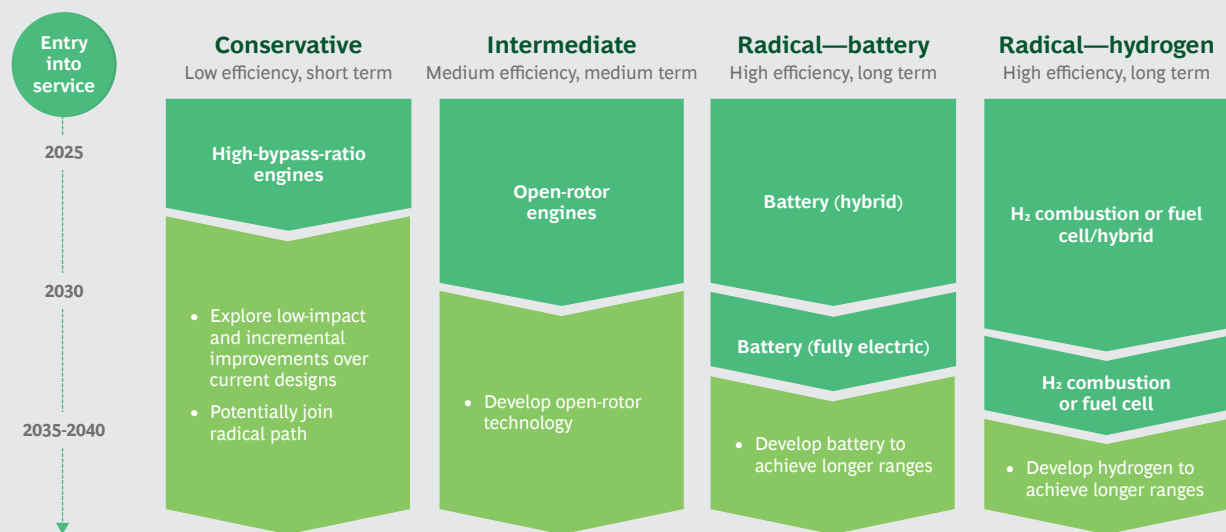 Entry
into
service
2025
2030
2035-2040
Conservative
Low efficiency, short term
High-bypass-ratio
engines
• Explore low-impact
and incremental
improvements over
current designs
• Potentially join
radical path
Intermediate
Medium efficiency, medium term
Open-rotor
engines
• Develop open-rotor
technology
Radical—battery
High efficiency, long term
Battery (hybrid)
Battery (fully electric)
• Develop battery to
achieve longer ranges
Radical—hydrogen
High efficiency, long term
H₂ combustion or fuel
cell/hybrid
H₂ combustion
or fuel cell
• Develop hydrogen to
achieve longer ranges